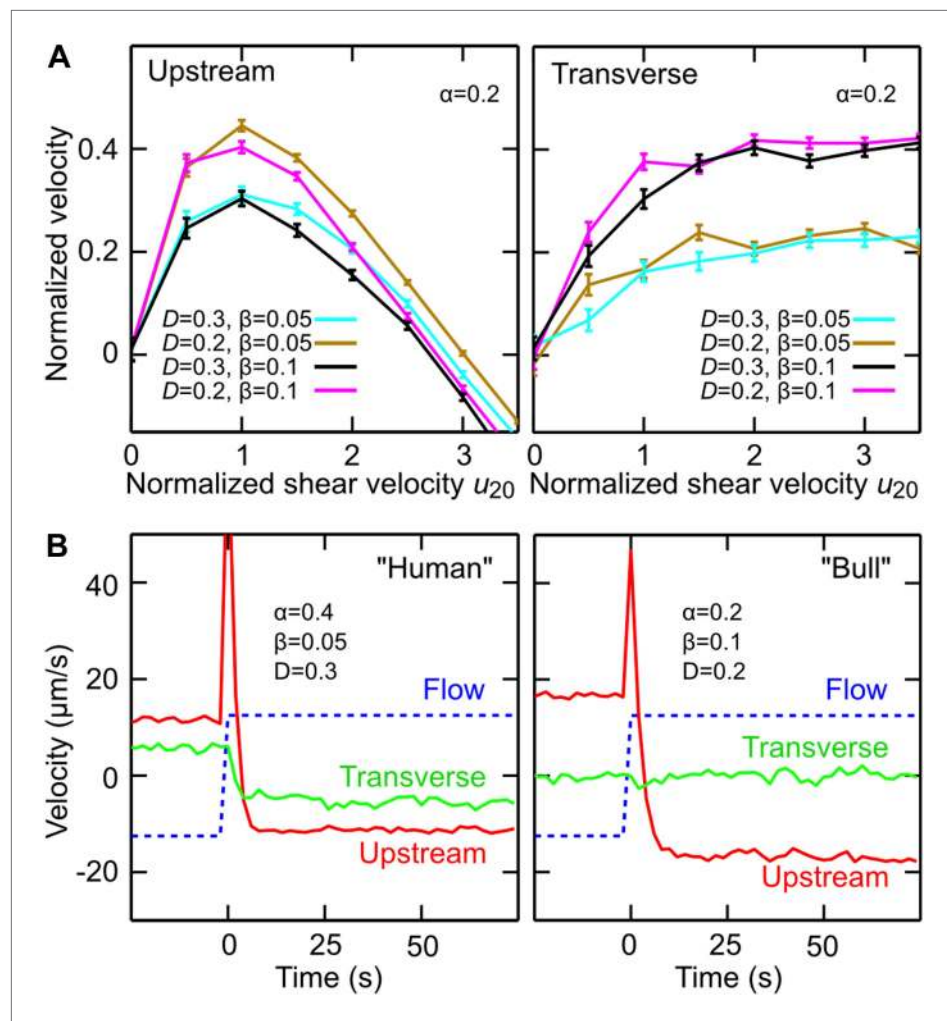 A
Upstream
α=0.2
Normalized velocity
0.4
0.2
0
D=0.3, β=0.05
D=0.2, β=0.05
D=0.3, β=0.1
D=0.2, β=0.1
0 1 2 3
Normalized shear velocity u20
Transverse
α=0.2
D=0.3, β=0.05
D=0.2, β=0.05
D=0.3, β=0.1
D=0.2, β=0.1
0 1 2 3
Normalized shear velocity u20
B
"Human"
α=0.4
β=0.05
D=0.3
Flow
Transverse
Upstream
Velocity (μm/s)
40
20
0
-20
0 25 50
Time (s)
"Bull"
α=0.2
β=0.1
D=0.2
Flow
Transverse
Upstream
0 25 50
Time (s)